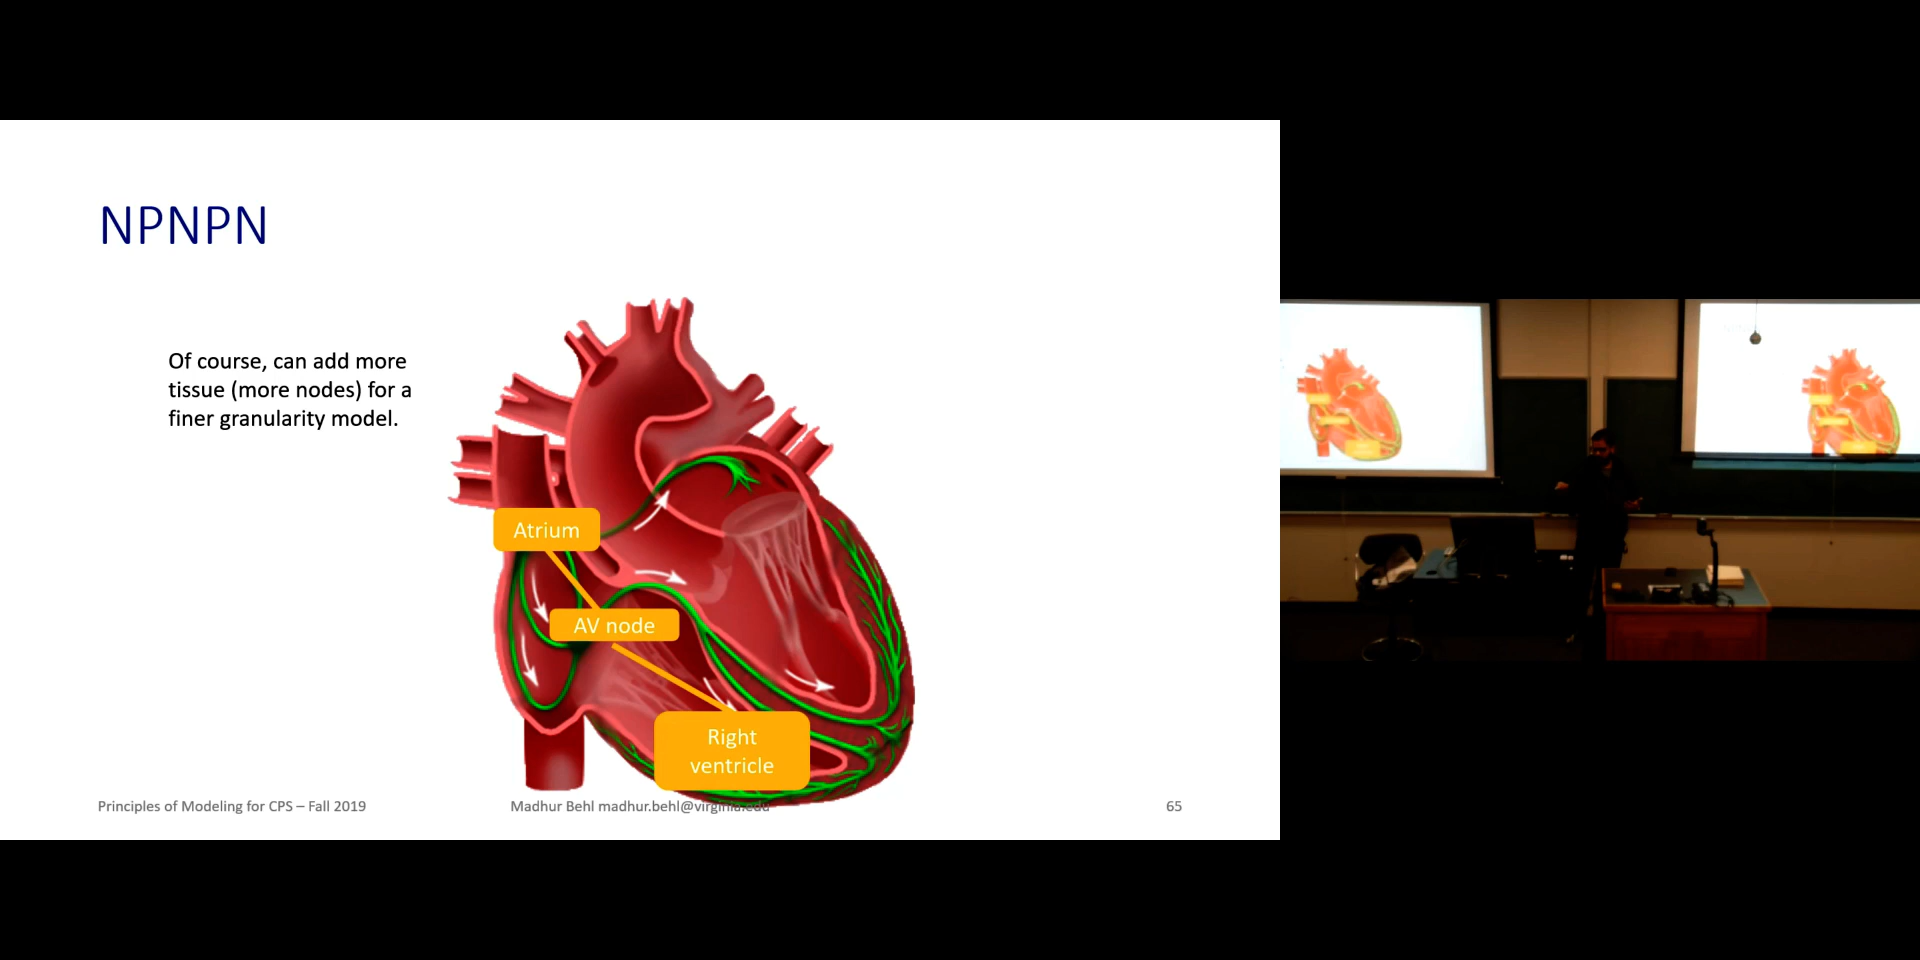 NPNPN
Of course, can add more
tissue (more nodes) for a
finer granularity model.
Atrium
AV node
Right
ventricle
Principles of Modeling for CPS – Fall 2019
Madhur Behl madhur.behl@virginia.edu
65